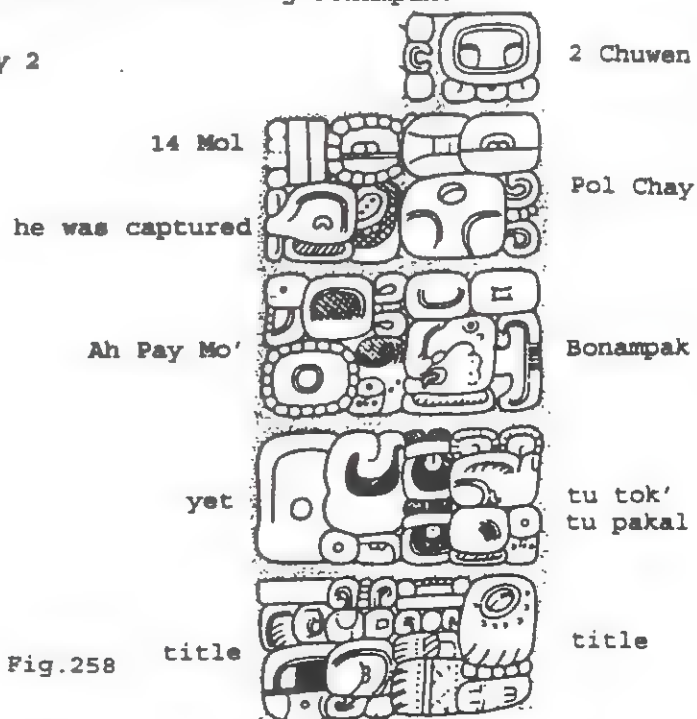 y 2
2 Chuwen
14 Mol
Pol Chay
he was captured
Ah Pay Mo'
Bonampak
yet
tu tok'
tu pakal
title
title
Fig.258